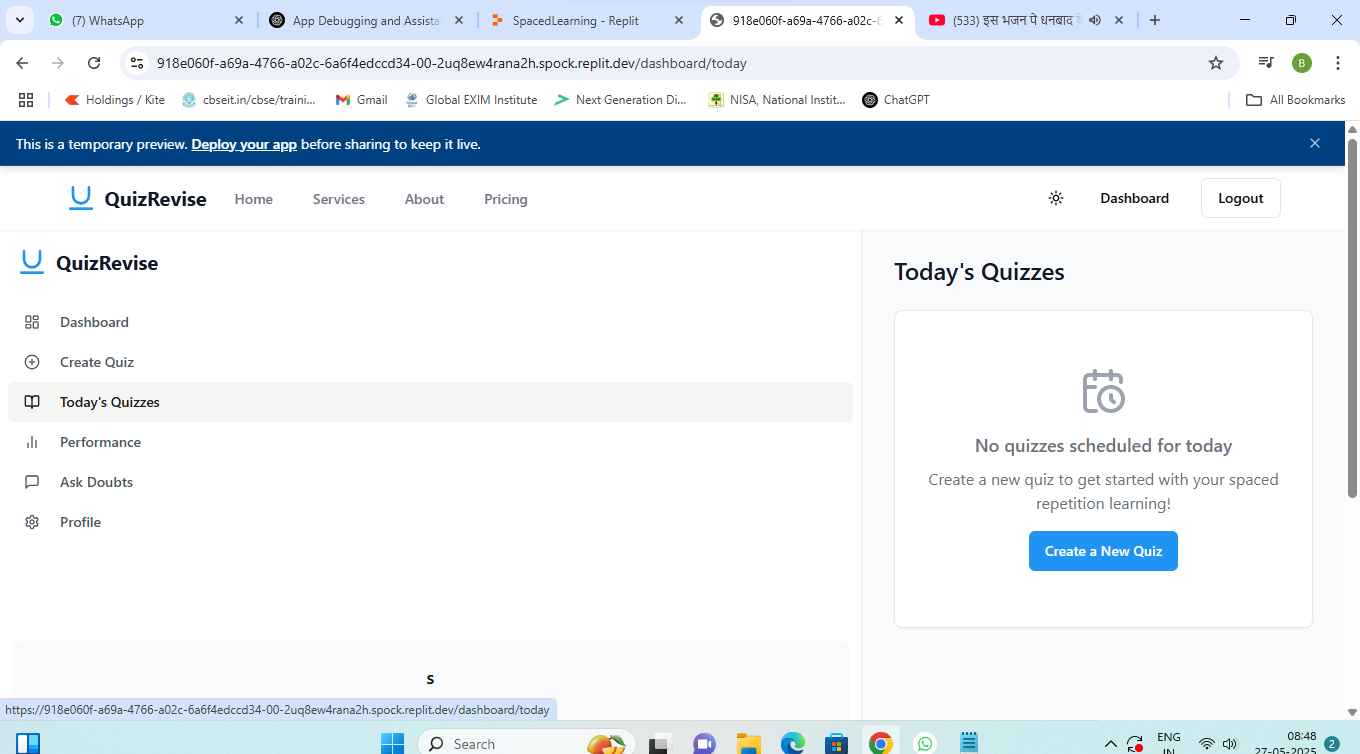 (7) WhatsApp
App Debugging and Assista
SpacedLearning - Replit
918e060f-a69a-4766-a02c-6
(533) इस भजन पे धनबाद
918e060f-a69a-4766-a02c-6a6f4edccd34-00-2uq8ew4rana2h.spock.replit.dev/dashboard/today
B
Holdings / Kite
cbseit.in/cbse/traini...
Gmail
Global EXIM Institute
Next Generation Di...
NISA, National Instit...
ChatGPT
All Bookmarks
This is a temporary preview. Deploy your app before sharing to keep it live.
QuizRevise
Home
Services
About
Pricing
Dashboard
Logout
QuizRevise
Dashboard
Create Quiz
Today's Quizzes
Performance
Ask Doubts
Profile
S
Today's Quizzes
No quizzes scheduled for today
Create a new quiz to get started with your spaced
repetition learning!
Create a New Quiz
https://918e060f-a69a-4766-a02c-6a6f4edccd34-00-2uq8ew4rana2h.spock.replit.dev/dashboard/today
Search
ENG
IN
08:48
27-05-2025
2